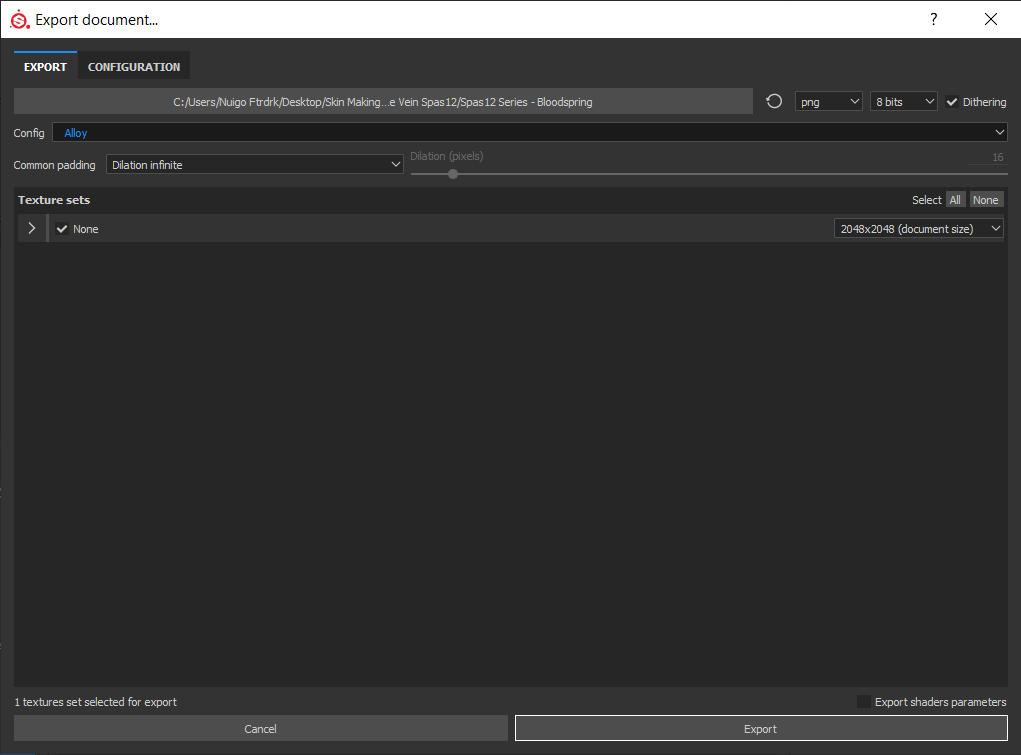 Export document...
?
EXPORT CONFIGURATION
C:/Users/Nuigo Ftrdrk/Desktop/Skin Making...e Vein Spas12/Spas12 Series - Bloodspring png 8 bits Dithering
Config Alloy
Common padding Dilation infinite Dilation (pixels) 16
Texture sets Select All None
None 2048x2048 (document size)
1 textures set selected for export Export shaders parameters
Cancel Export